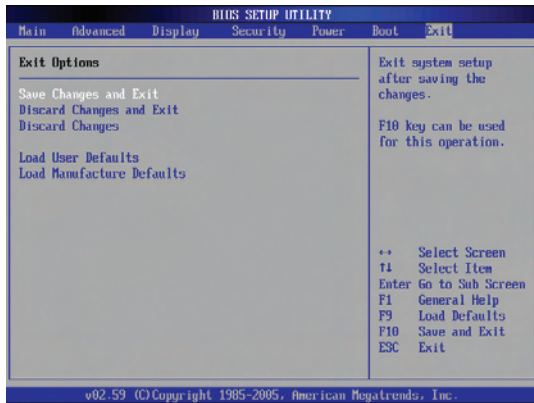 BIOS SETUP UTILITY
Main Advanced Display Security Power Boot Exit
Exit Options
Save Changes and Exit
Discard Changes and Exit
Discard Changes
Load User Defaults
Load Manufacture Defaults
Exit system setup
after saving the
changes.
F10 key can be used
for this operation.
↔ Select Screen
↑↓ Select Item
Enter Go to Sub Screen
F1 General Help
F9 Load Defaults
F10 Save and Exit
ESC Exit
v02.59 (C)Copyright 1985-2005, American Megatrends, Inc.